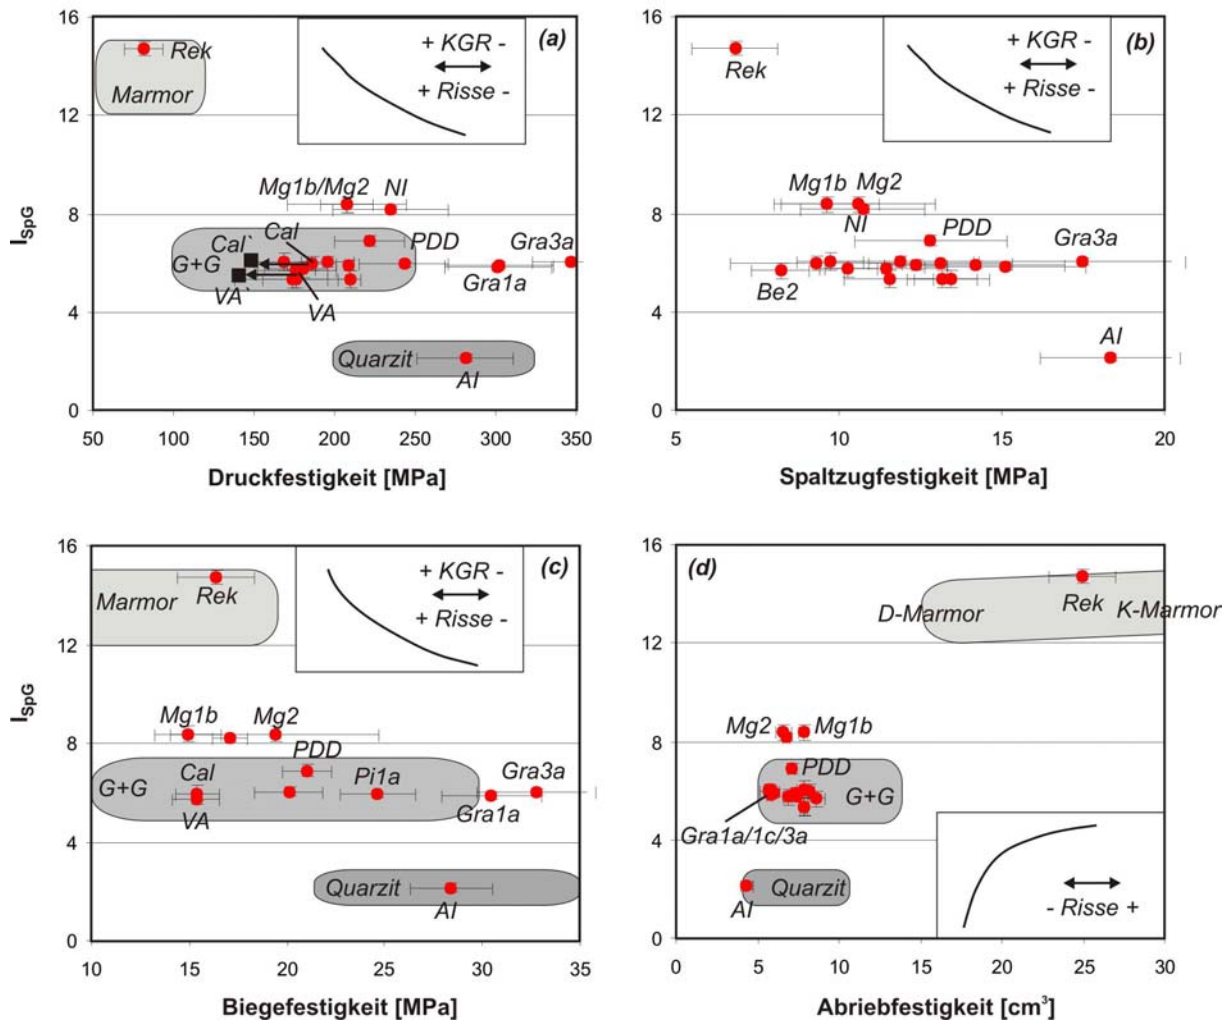 16
(a)
Rek
Marmor
+ KGR -
+ Risse -
12
I_SpG
8
Mg1b/Mg2
NI
Cal`
Cal
PDD
Gra3a
G+G
VA`
VA
Gra1a
4
Quarzit
AI
0
50 100 150 200 250 300 350
Druckfestigkeit [MPa]
16
(b)
Rek
+ KGR -
+ Risse -
12
8
Mg1b
Mg2
NI
PDD
Gra3a
Be2
4
AI
0
5 10 15 20
Spaltzugfestigkeit [MPa]
16
(c)
Marmor
Rek
+ KGR -
+ Risse -
12
I_SpG
8
Mg1b
Mg2
PDD
Cal
G+G
Pi1a
Gra3a
VA
Gra1a
4
Quarzit
AI
0
10 15 20 25 30 35
Biegefestigkeit [MPa]
16
(d)
D-Marmor
Rek
K-Marmor
12
8
Mg2
Mg1b
PDD
G+G
Gra1a/1c/3a
4
AI
Quarzit
- Risse +
0
0 5 10 15 20 25 30
Abriebfestigkeit [cm³]